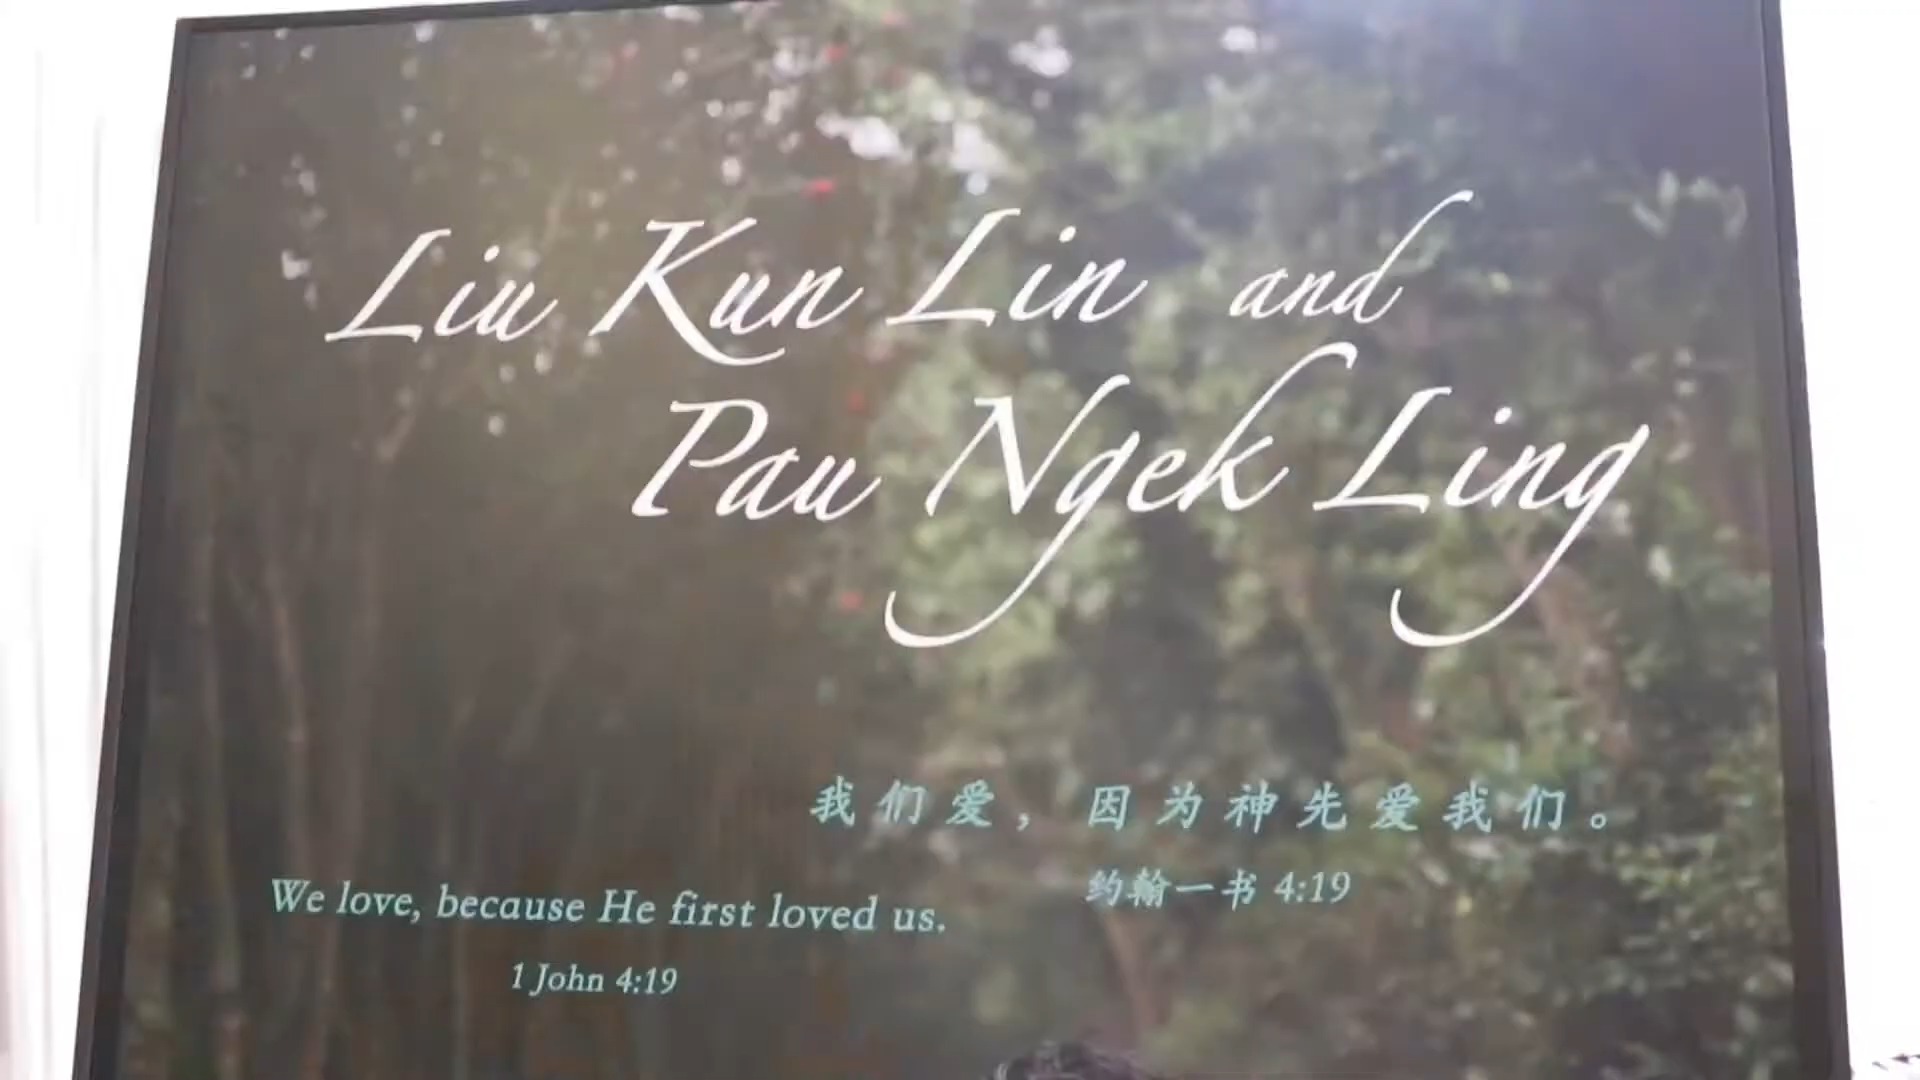 Liu Kun Lin and
Pau Ngek Ling
我们爱，因为神先爱我们。
约翰一书 4:19
We love, because He first loved us.
1 John 4:19